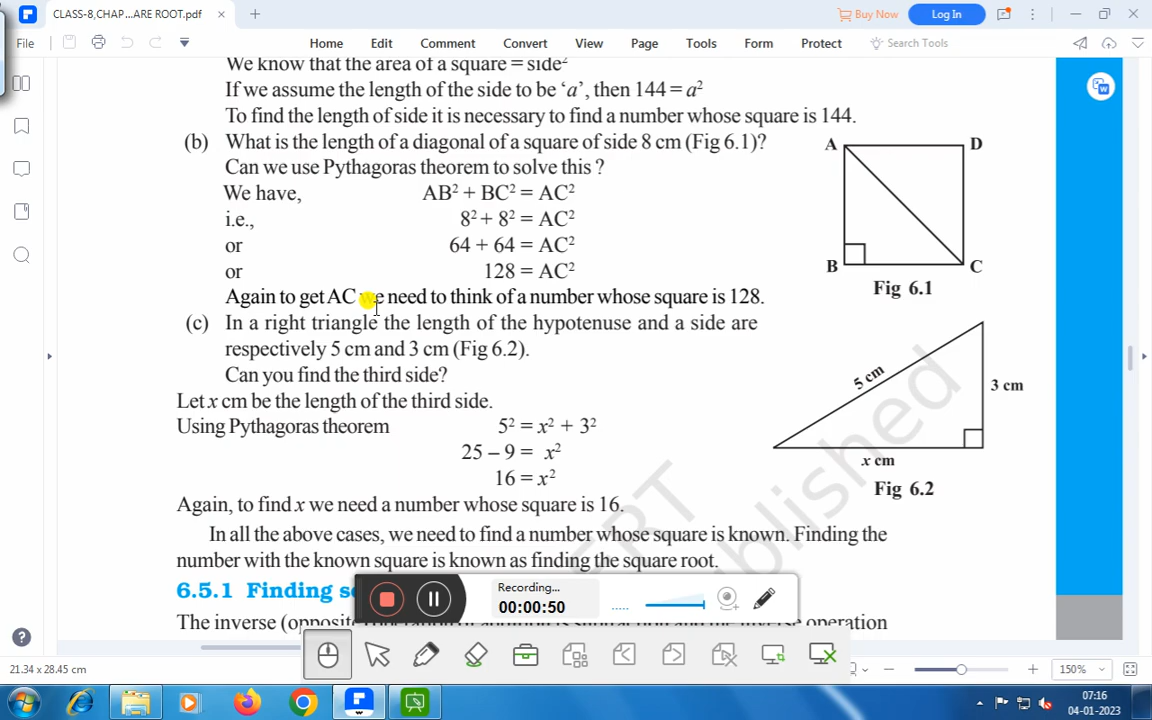 CLASS-8,CHAP ...ARE ROOT.pdf
Buy Now
Log In
File
Home Edit Comment Convert View Page Tools Form Protect Search Tools
We know that the area of a square = side²
If we assume the length of the side to be ‘a’, then 144 = a²
To find the length of side it is necessary to find a number whose square is 144.
(b) What is the length of a diagonal of a square of side 8 cm (Fig 6.1)?
Can we use Pythagoras theorem to solve this ?
We have, AB² + BC² = AC²
i.e., 8² + 8² = AC²
or 64 + 64 = AC²
or 128 = AC²
Again to get AC we need to think of a number whose square is 128.
A
D
B
C
Fig 6.1
(c) In a right triangle the length of the hypotenuse and a side are
respectively 5 cm and 3 cm (Fig 6.2).
Can you find the third side?
Let x cm be the length of the third side.
Using Pythagoras theorem 5² = x² + 3²
25 – 9 = x²
16 = x²
5 cm
3 cm
x cm
Fig 6.2
Again, to find x we need a number whose square is 16.
In all the above cases, we need to find a number whose square is known. Finding the
number with the known square is known as finding the square root.
6.5.1 Finding s
The inverse (opposit
operation
Recording...
00:00:50
21.34 x 28.45 cm
150%
07:16
04-01-2023